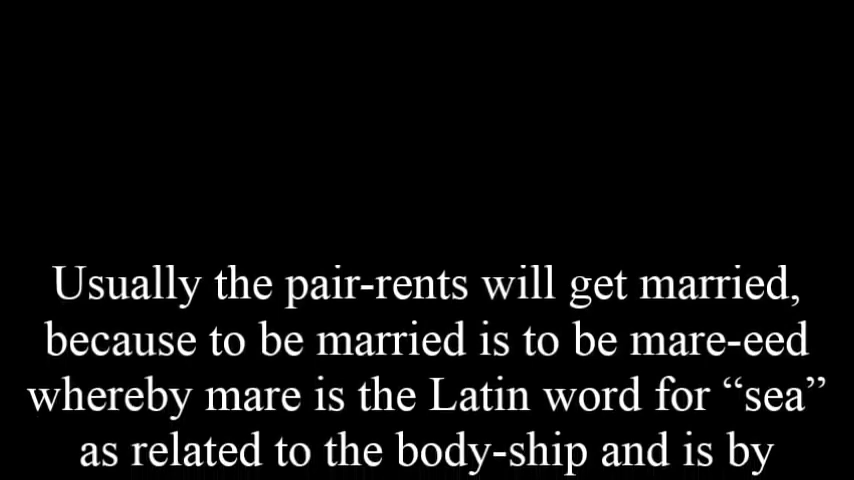 Usually the pair-rents will get married,
because to be married is to be mare-eed
whereby mare is the Latin word for “sea”
as related to the body-ship and is by